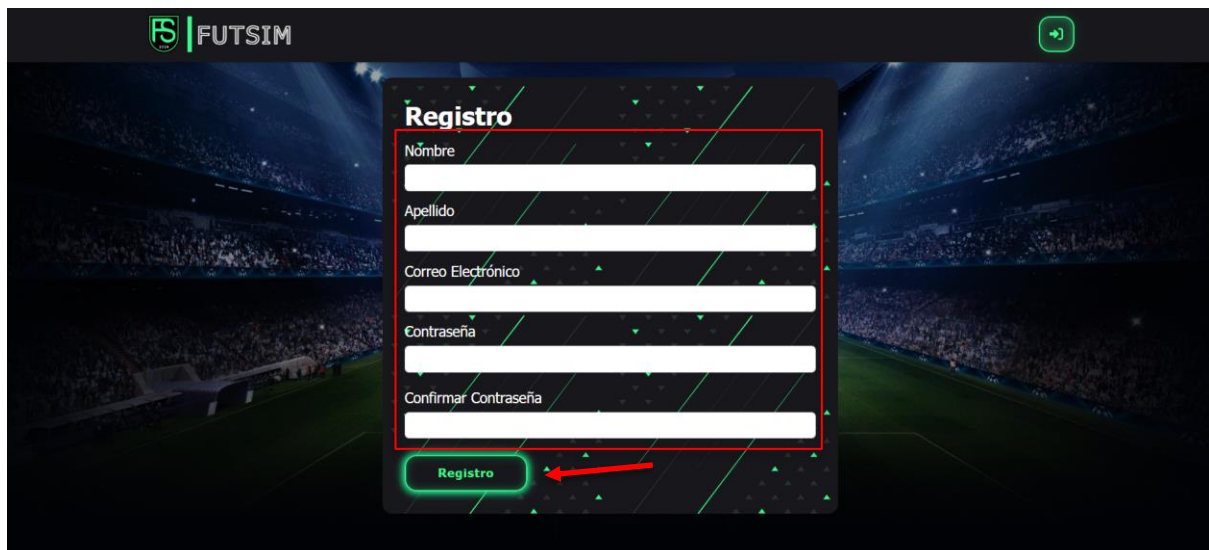 FS
FUTSIM
Registro
Nombre
Apellido
Correo Electrónico
Contraseña
Confirmar Contraseña
Registro